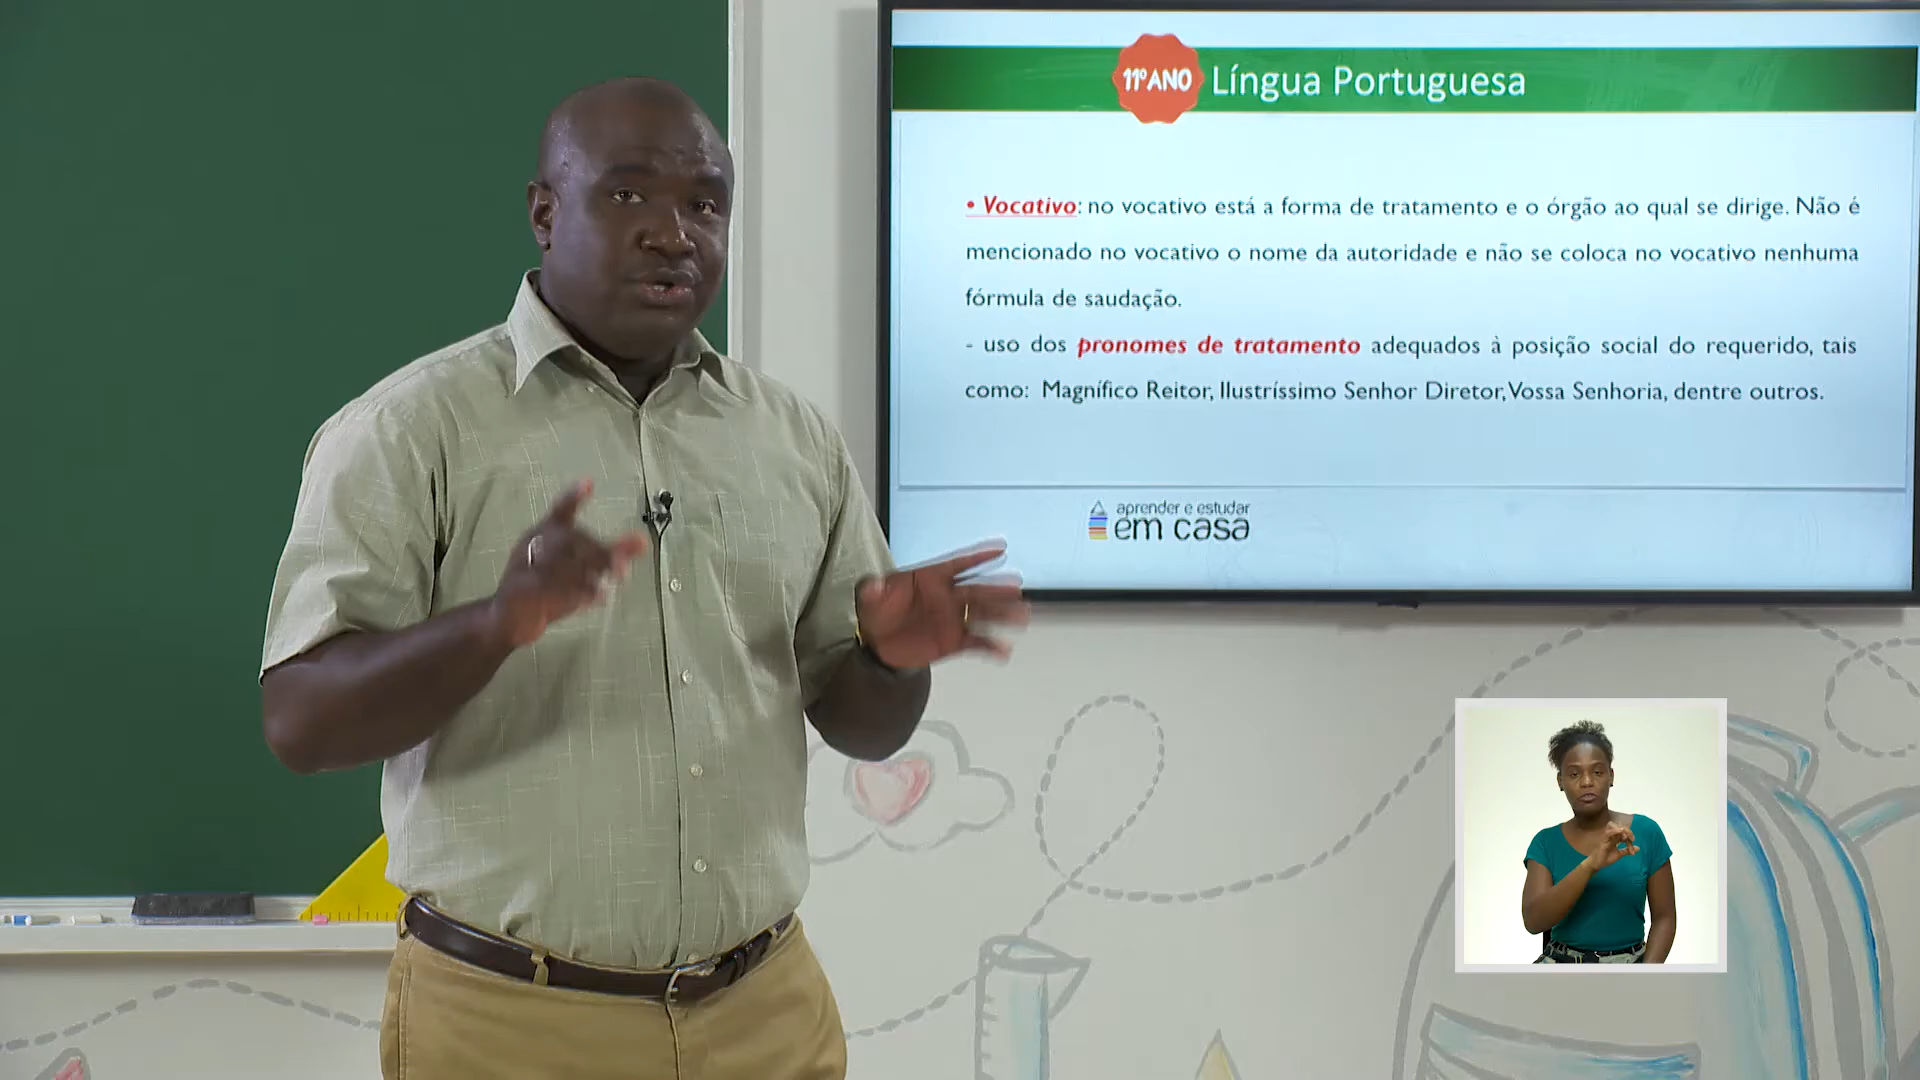 11ºANO Língua Portuguesa
• Vocativo: no vocativo está a forma de tratamento e o órgão ao qual se dirige. Não é
mencionado no vocativo o nome da autoridade e não se coloca no vocativo nenhuma
fórmula de saudação.
- uso dos pronomes de tratamento adequados à posição social do requerido, tais
como: Magnífico Reitor, Ilustríssimo Senhor Diretor, Vossa Senhoria, dentre outros.
aprender e estudar
em casa